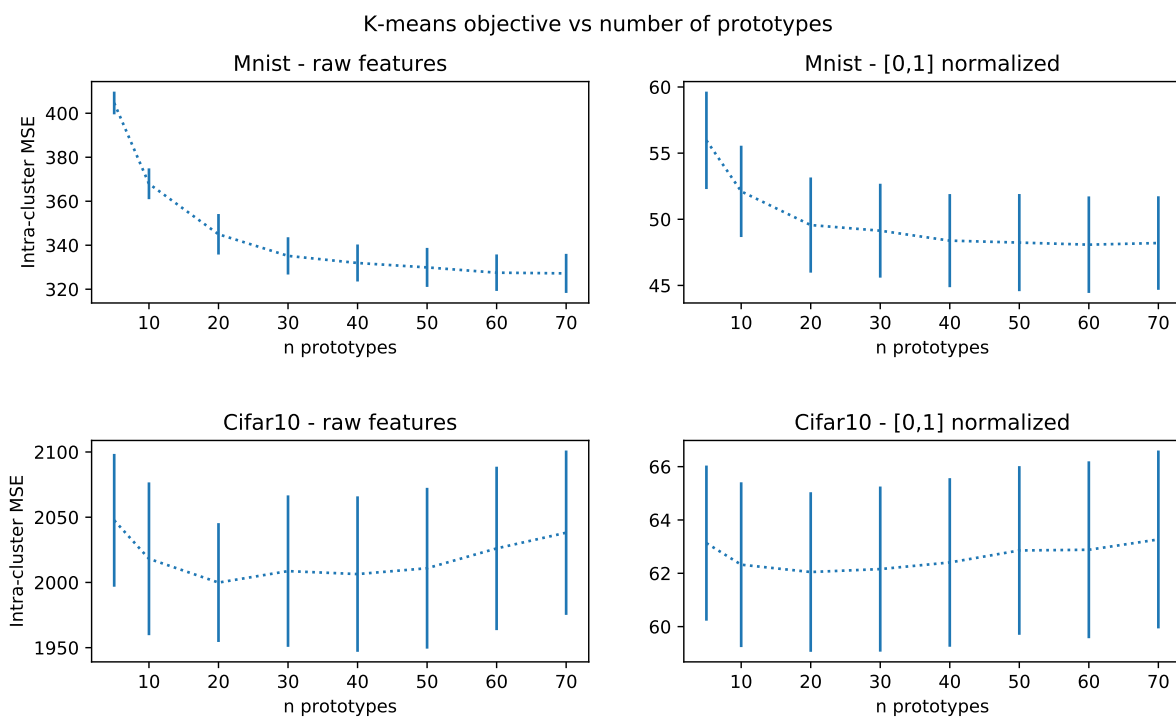 K-means objective vs number of prototypes
Mnist - raw features
Intra-cluster MSE
400
380
360
340
320
10 20 30 40 50 60 70
n prototypes
Mnist - [0,1] normalized
60
55
50
45
10 20 30 40 50 60 70
n prototypes
Cifar10 - raw features
Intra-cluster MSE
2100
2050
2000
1950
10 20 30 40 50 60 70
n prototypes
Cifar10 - [0,1] normalized
66
64
62
60
10 20 30 40 50 60 70
n prototypes